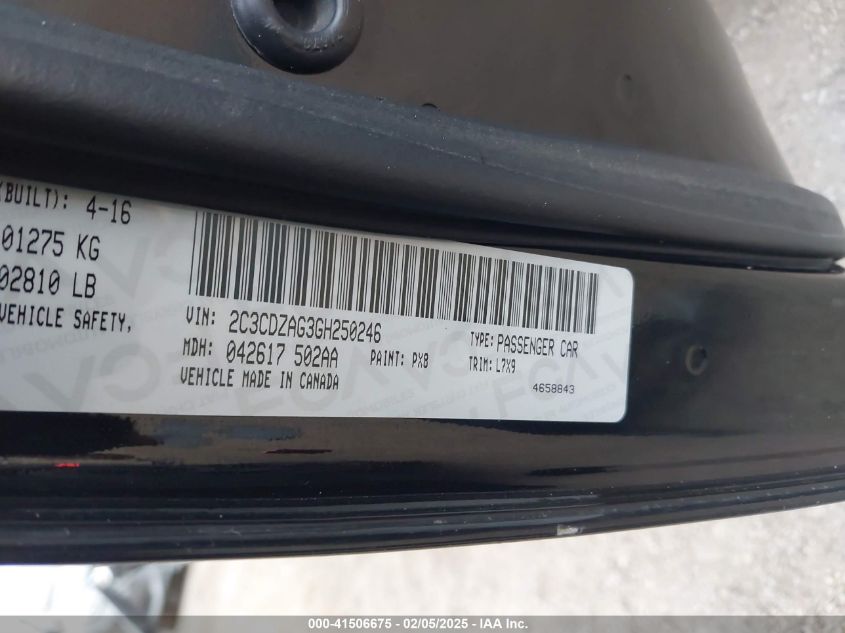 (BUILT): 4-16
01275 KG
02810 LB
VEHICLE SAFETY,
VIN: 2C3CDZAG3GH250246
TYPE: PASSENGER CAR
MDH: 042617 502AA PAINT: PX8 TRIM: L7X9
VEHICLE MADE IN CANADA
4658843
000-41506675 - 02/05/2025 - IAA Inc.